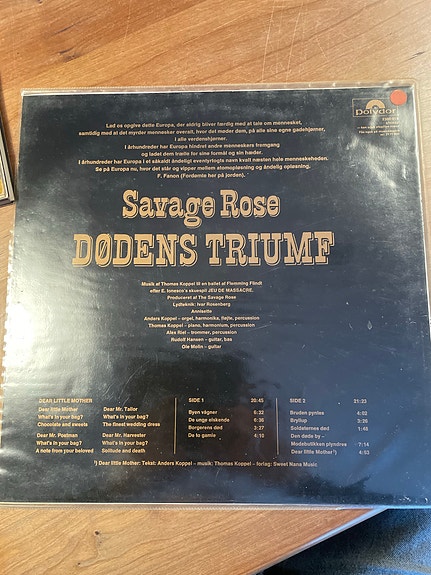 Lad os opgive dette Europa, der aldrig bliver færdig med at tale om mennesket,
samtidig med at det myrder mennesker overalt, hvor det møder dem, på alle sine egne gadehjørner,
i alle verdenshjørner.
I århundreder har Europa hindret andre menneskers fremgang
og ladet dem trælle for sine formål og sin hæder.
I århundreder har Europa i et såkaldt åndeligt eventyrlogts navn kvalt næsten hele menneskeheden.
Se på Europa nu, hvor det står og vipper mellem atomopløsning og åndelig opløsning.
F. Fanon (Fordømte her på jorden).
Polydor
Savage Rose
DØDENS TRIUMF
Musik af Thomas Koppel til en ballet af Flemming Flindt
efter E. Ionesco's skuespil JEU DE MASSACRE.
Produceret af The Savage Rose
Lydteknik: Ivar Rosenberg
Annisette
Anders Koppel – orgel, harmonika, fløjte, percussion
Thomas Koppel – piano, harmonium, percussion
Alex Riel – trommer, percussion
Rudolf Hansen – guitar, bas
Ole Molin – guitar
DEAR LITTLE MOTHER
Dear little Mother
What's in your bag?
Chocolate and sweets
Dear Mr. Postman
What's in your bag?
A note from your beloved
Dear Mr. Tailor
What's in your bag?
The finest wedding dress
Dear Mr. Harvester
What's in your bag?
Solitude and death
SIDE 1 20:45
Byen vågner 6:32
De unge elskende 6:36
Borgerens død 3:27
De to gamle 4:10
SIDE 2 21:23
Bruden pyntes 4:02
Bryllup 3:26
Soldaternes død 1:48
Den døde by –
Modebutikken plyndres 7:14
Dear little Mother¹) 4:53
¹) Dear little Mother: Tekst: Anders Koppel – musik: Thomas Koppel – forlag: Sweet Nans Music